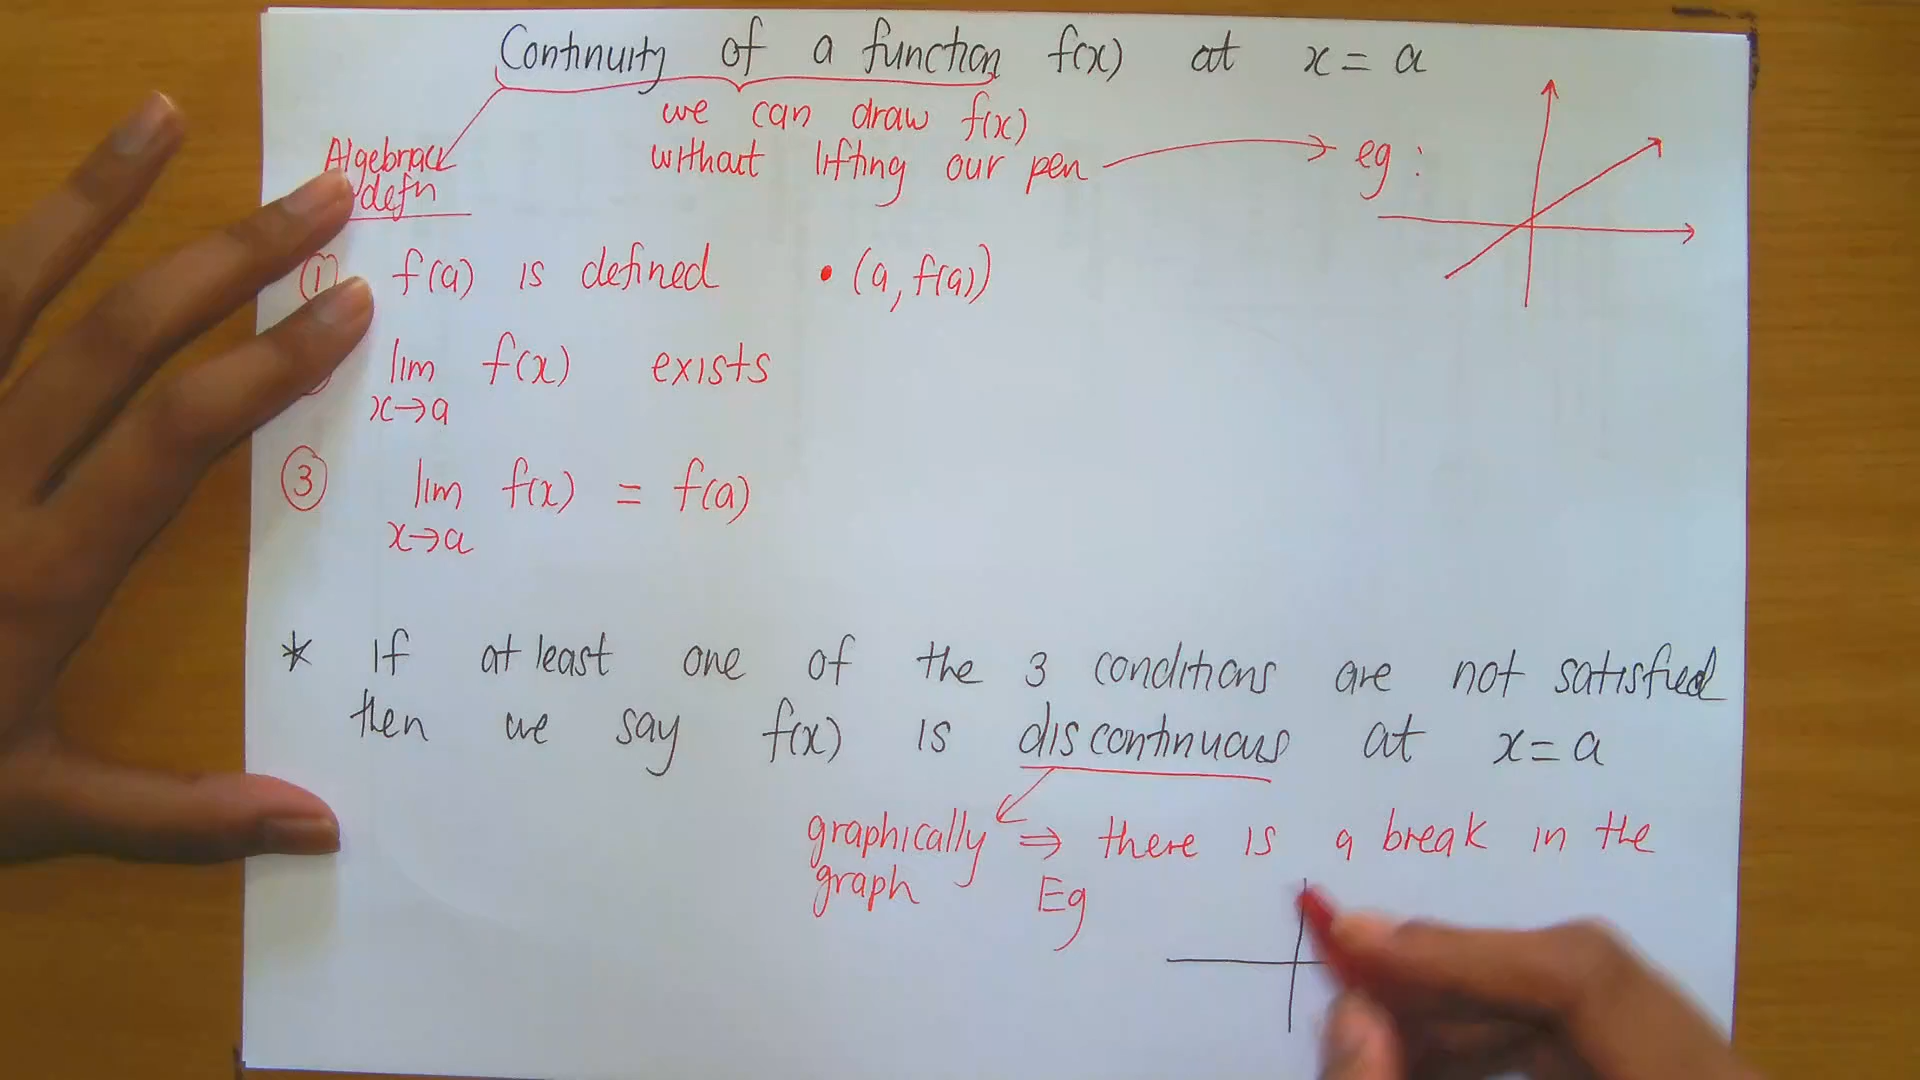 Continuity of a function f(x) at x = a
we can draw f(x)
without lifting our pen → eg :
Algebraic
defn
① f(a) is defined • (a, f(a))
lim f(x) exists
x→a
③ lim f(x) = f(a)
x→a
* If at least one of the 3 conditions are not satisfied
then we say f(x) is discontinuous at x = a
graphically ⇒ there is a break in the
graph Eg